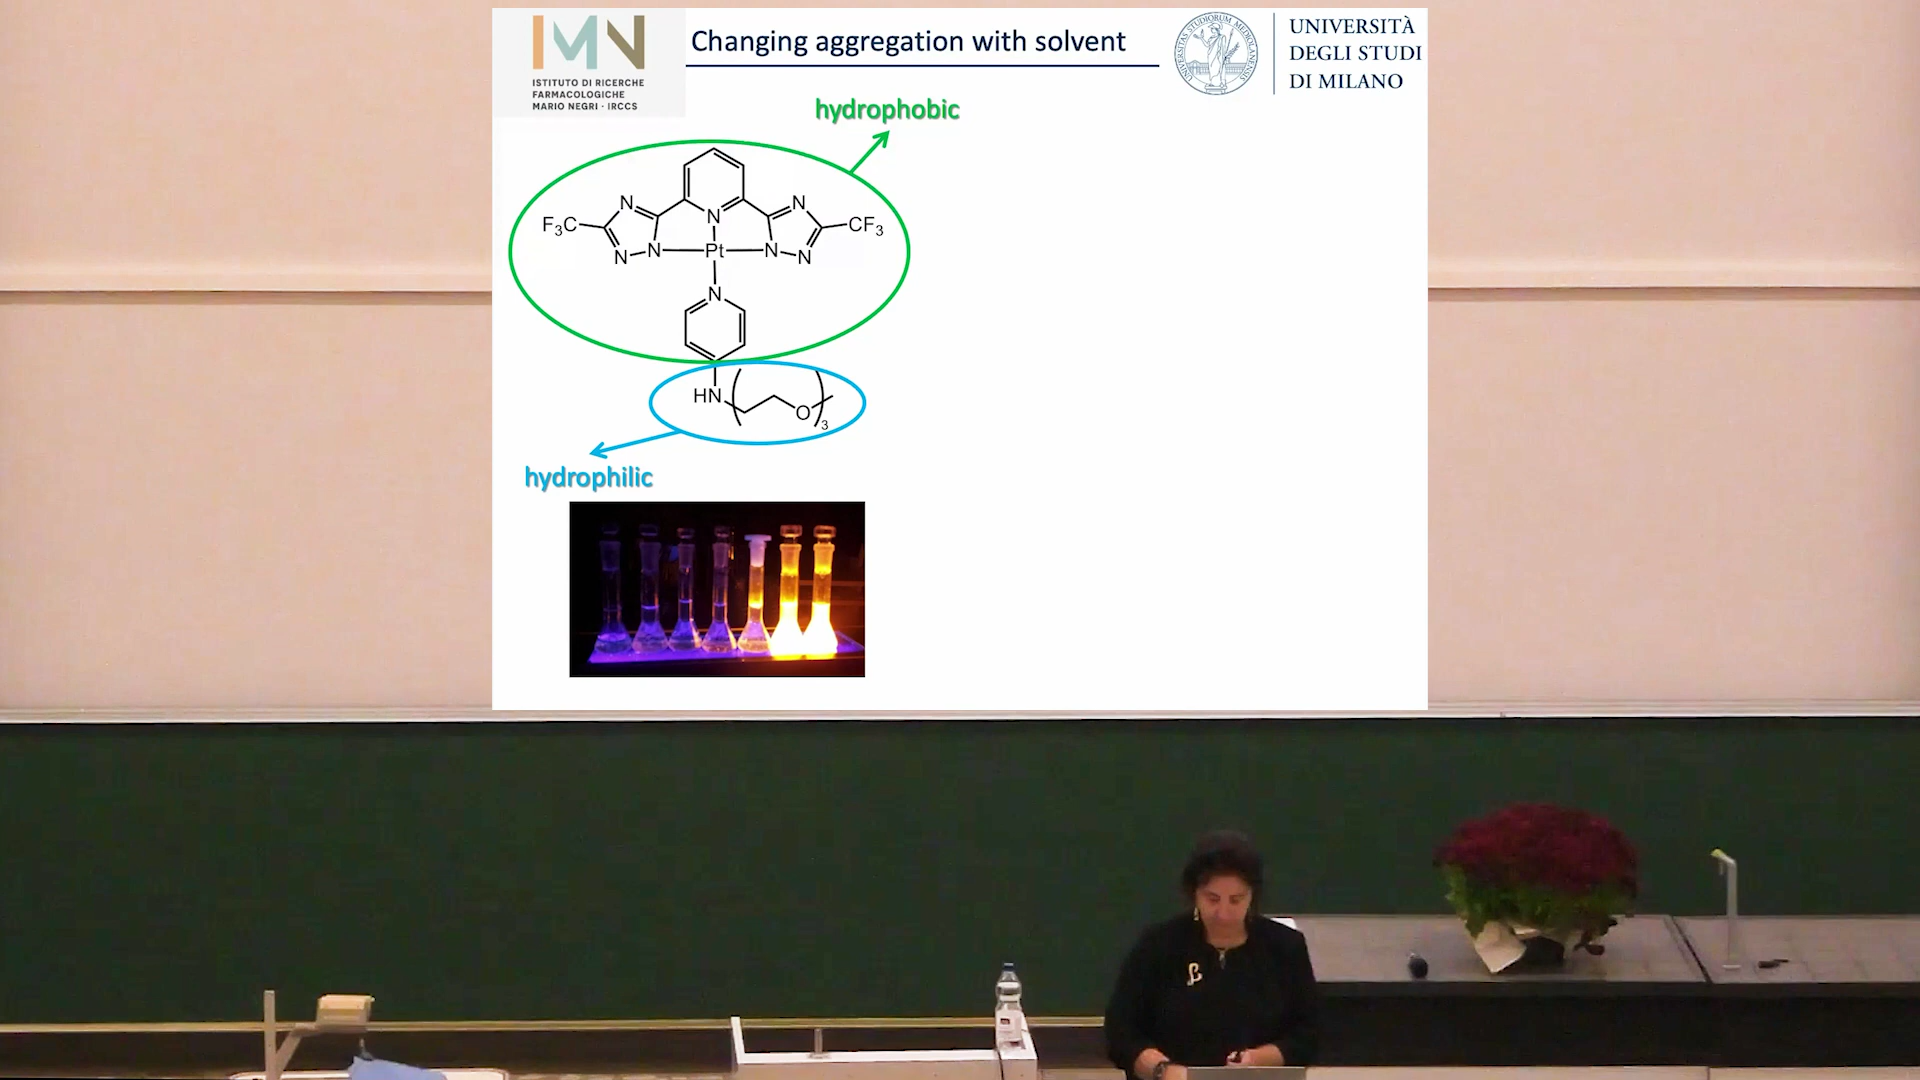 IMN
ISTITUTO DI RICERCHE
FARMACOLOGICHE
MARIO NEGRI · IRCCS
Changing aggregation with solvent
UNIVERSITÀ
DEGLI STUDI
DI MILANO
hydrophobic
N
N
F₃C
N
CF₃
N
N
Pt
N
N
N
HN
O
3
hydrophilic